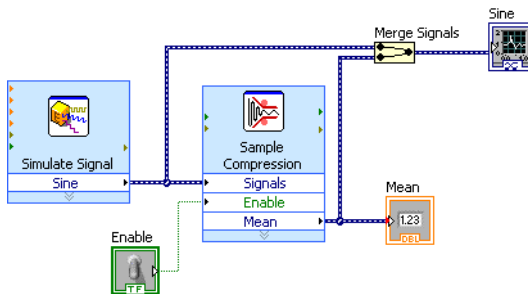 Sine
Merge Signals
Simulate Signal
Sine
Sample
Compression
Signals
Enable
Mean
Mean
1.23
DBL
Enable
TF